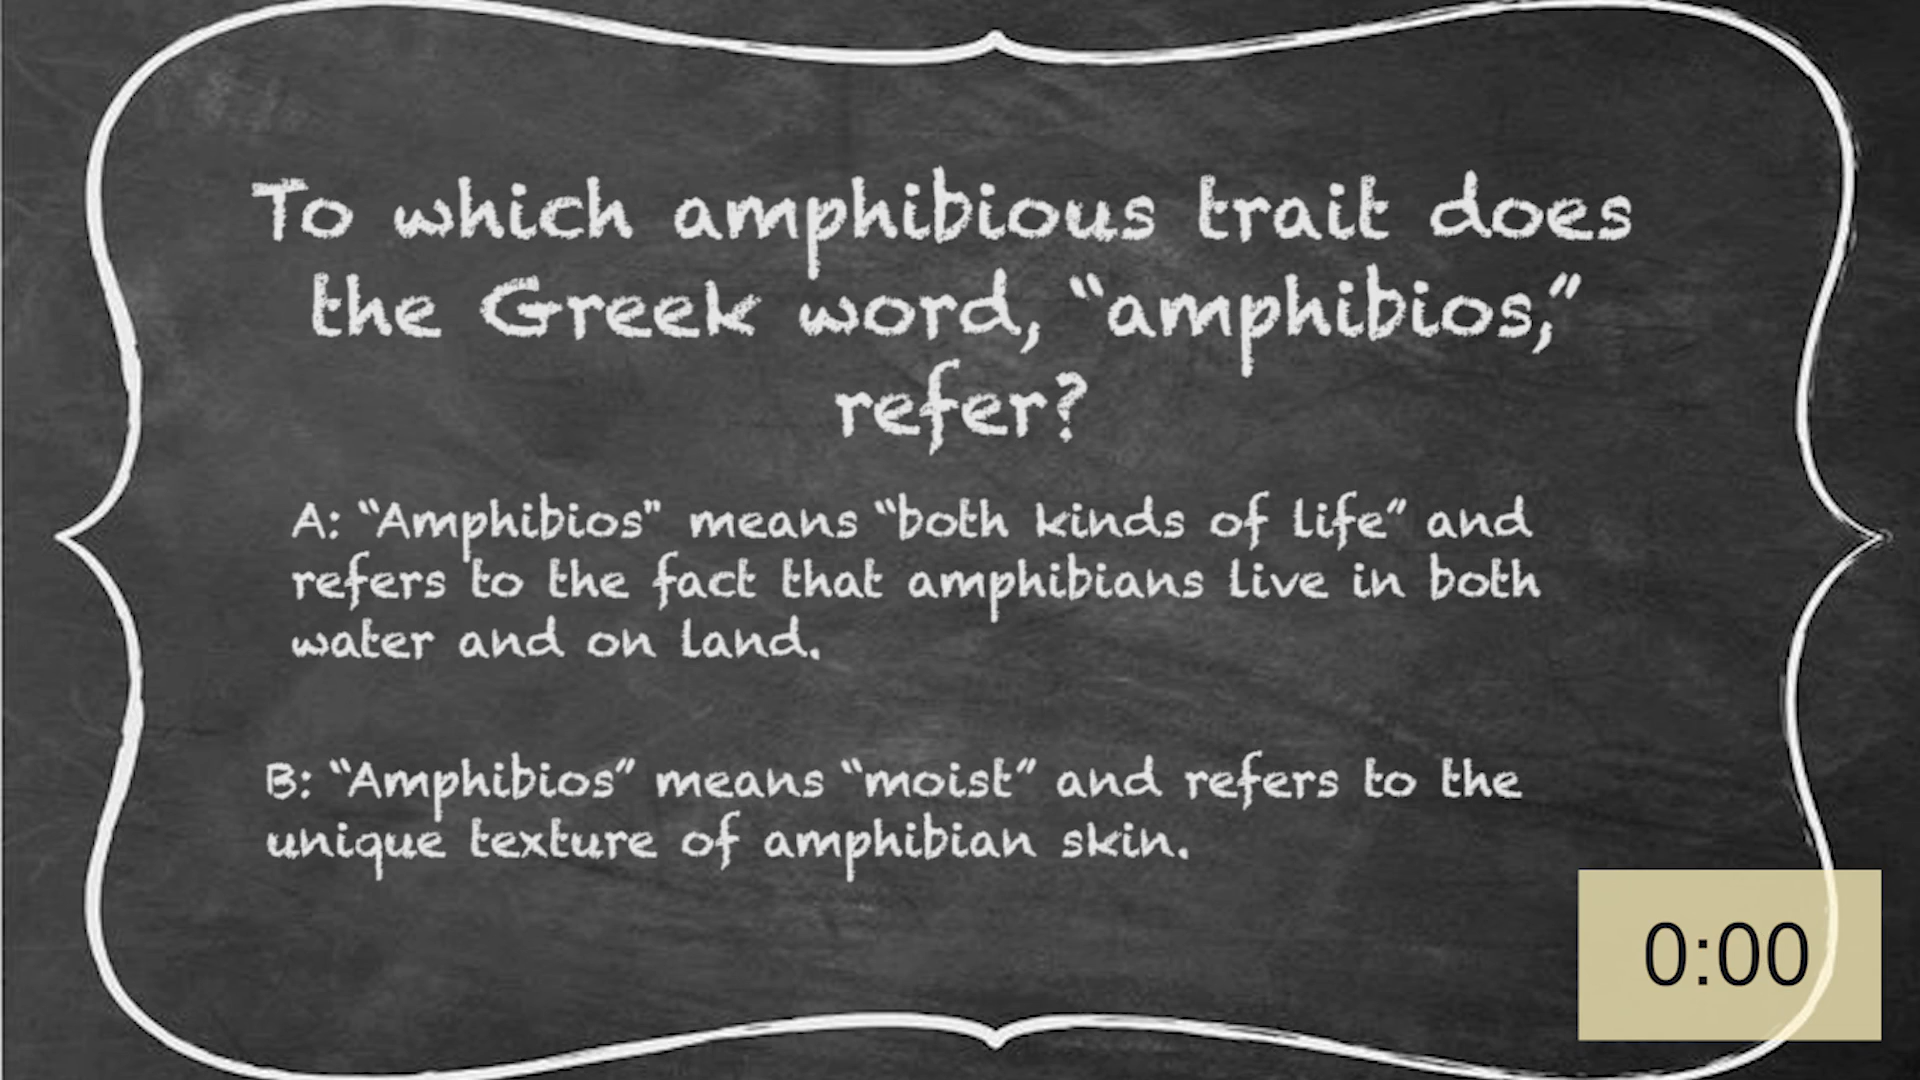 To which amphibious trait does
the Greek word, “amphibios,”
refer?
A: “Amphibios" means “both kinds of life” and
refers to the fact that amphibians live in both
water and on land.
B: “Amphibios” means “moist” and refers to the
unique texture of amphibian skin.
0:00